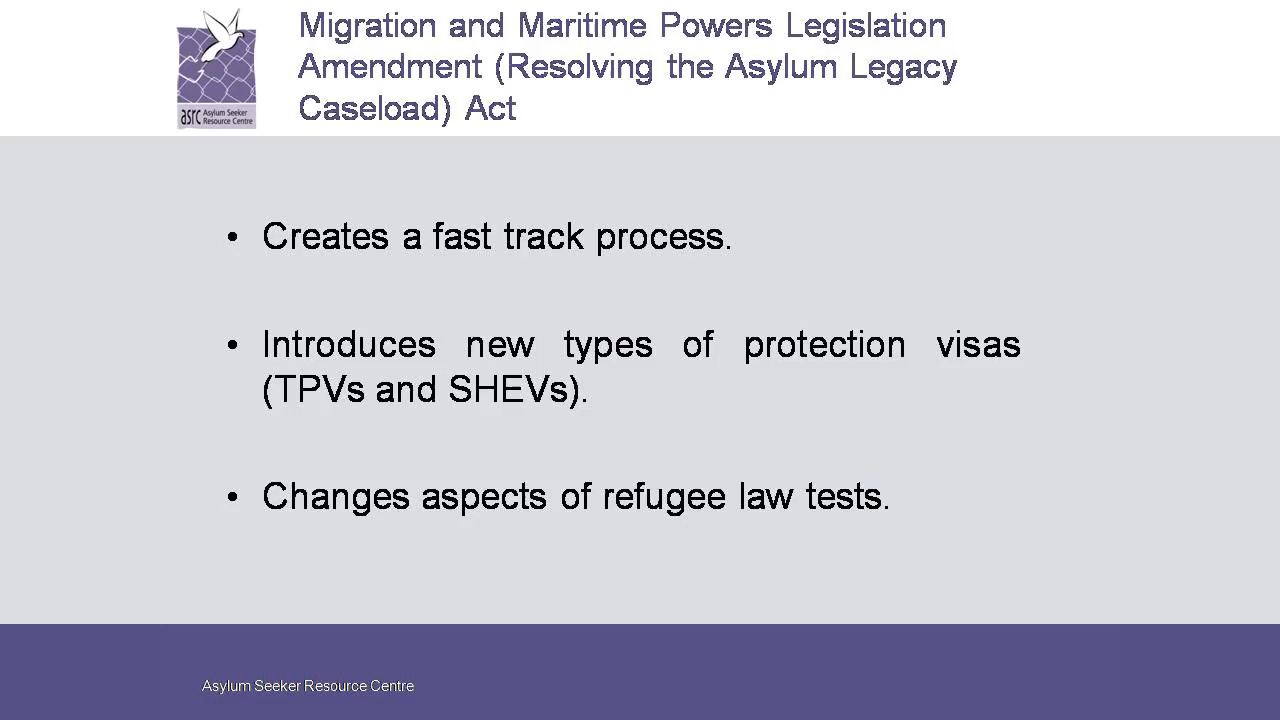 Migration and Maritime Powers Legislation
Amendment (Resolving the Asylum Legacy
Caseload) Act
asrc Asylum Seeker
Resource Centre
• Creates a fast track process.
• Introduces new types of protection visas
(TPVs and SHEVs).
• Changes aspects of refugee law tests.
Asylum Seeker Resource Centre